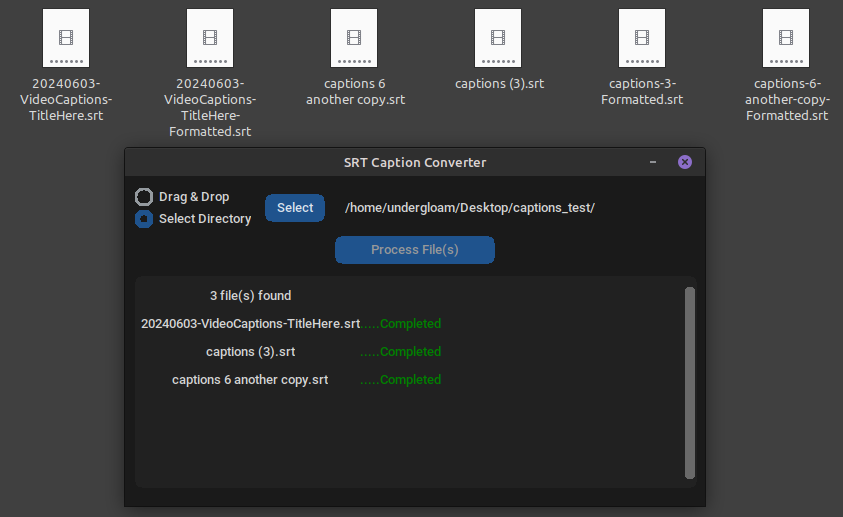 20240603-
VideoCaptions-
TitleHere.srt
20240603-
VideoCaptions-
TitleHere-
Formatted.srt
captions 6
another copy.srt
captions (3).srt
captions-3-
Formatted.srt
captions-6-
another-copy-
Formatted.srt
SRT Caption Converter
Drag & Drop
Select Directory
Select
/home/undergloam/Desktop/captions_test/
Process File(s)
3 file(s) found
20240603-VideoCaptions-TitleHere.srt.....Completed
captions (3).srt .....Completed
captions 6 another copy.srt .....Completed